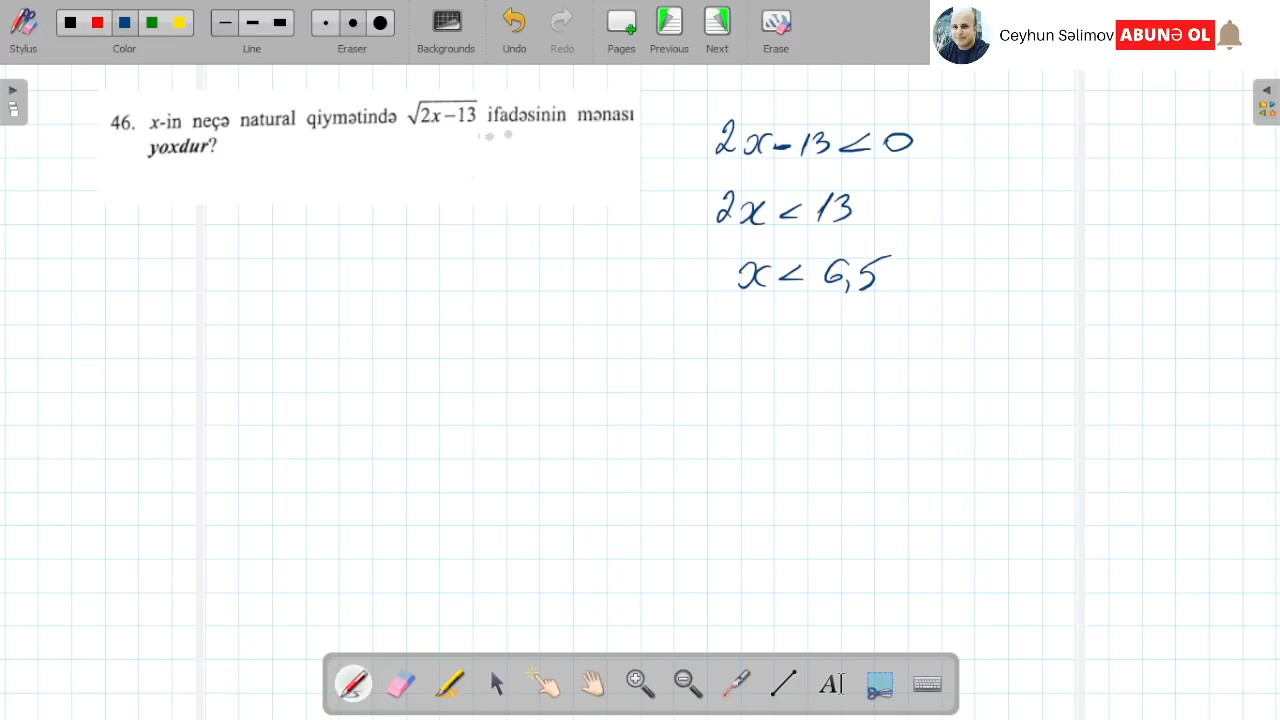 Stylus
Color
Line
Eraser
Backgrounds
Undo
Redo
Pages
Previous
Next
Erase
Ceyhun Səlimov
ABUNƏ OL
46. x-in neçə natural qiymətində √2x−13 ifadəsinin mənası
yoxdur?
2x-13<0
2x<13
x<6,5
AI